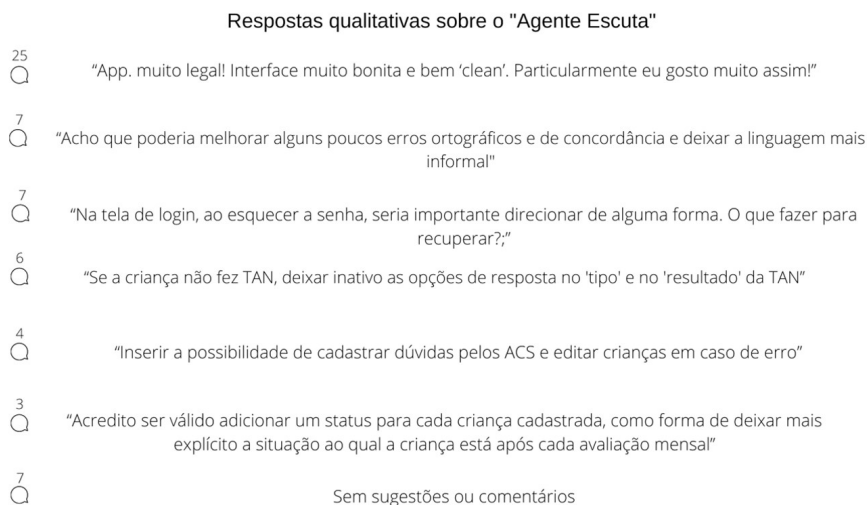 Respostas qualitativas sobre o "Agente Escuta"
25
“App. muito legal! Interface muito bonita e bem ‘clean’. Particularmente eu gosto muito assim!”
7
“Acho que poderia melhorar alguns poucos erros ortográficos e de concordância e deixar a linguagem mais
informal"
7
“Na tela de login, ao esquecer a senha, seria importante direcionar de alguma forma. O que fazer para
recuperar?;”
6
“Se a criança não fez TAN, deixar inativo as opções de resposta no 'tipo' e no 'resultado' da TAN”
4
“Inserir a possibilidade de cadastrar dúvidas pelos ACS e editar crianças em caso de erro”
3
“Acredito ser válido adicionar um status para cada criança cadastrada, como forma de deixar mais
explícito a situação ao qual a criança está após cada avaliação mensal”
7
Sem sugestões ou comentários